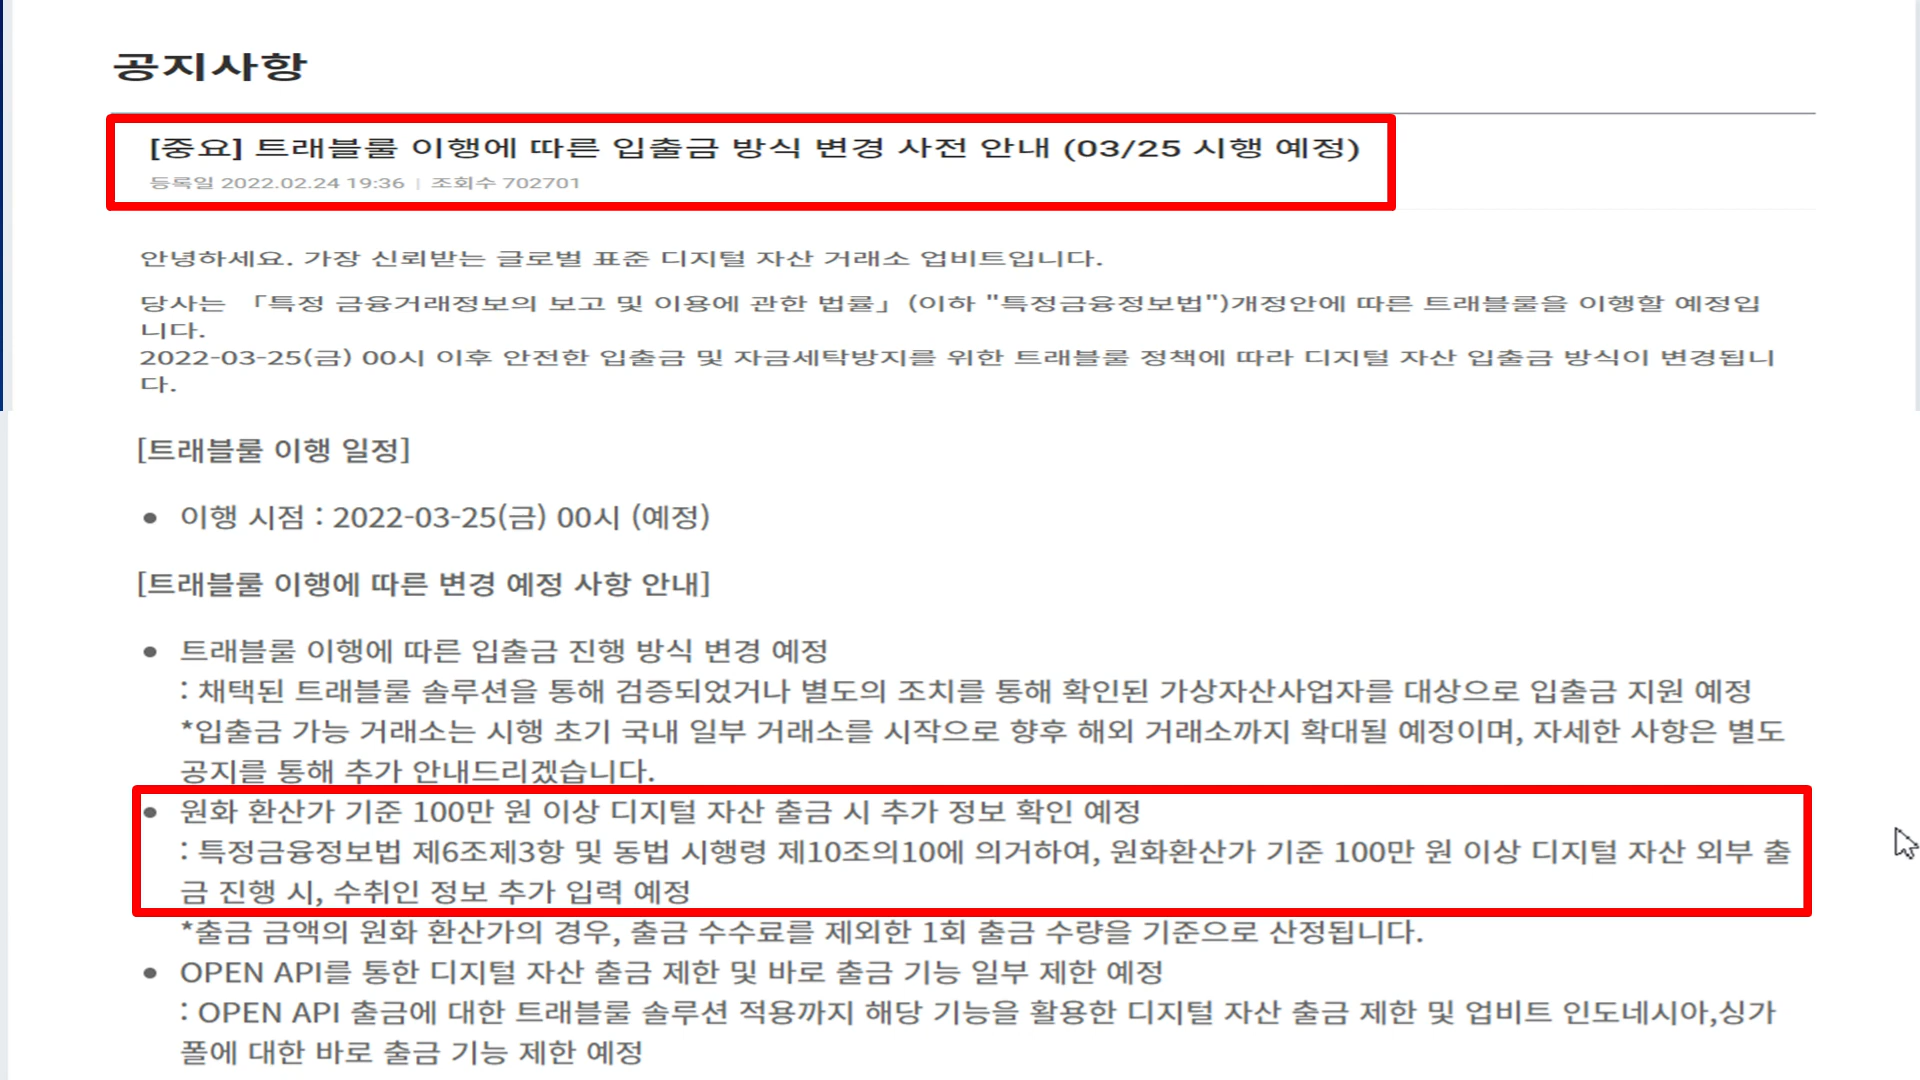 공지사항
[중요] 트래블룰 이행에 따른 입출금 방식 변경 사전 안내 (03/25 시행 예정)
등록일 2022.02.24 19:36 | 조회수 702701
안녕하세요. 가장 신뢰받는 글로벌 표준 디지털 자산 거래소 업비트입니다.
당사는 「특정 금융거래정보의 보고 및 이용에 관한 법률」(이하 "특정금융정보법")개정안에 따른 트래블룰을 이행할 예정입
니다.
2022-03-25(금) 00시 이후 안전한 입출금 및 자금세탁방지를 위한 트래블룰 정책에 따라 디지털 자산 입출금 방식이 변경됩니
다.
[트래블룰 이행 일정]
● 이행 시점 : 2022-03-25(금) 00시 (예정)
[트래블룰 이행에 따른 변경 예정 사항 안내]
● 트래블룰 이행에 따른 입출금 진행 방식 변경 예정
: 채택된 트래블룰 솔루션을 통해 검증되었거나 별도의 조치를 통해 확인된 가상자산사업자를 대상으로 입출금 지원 예정
*입출금 가능 거래소는 시행 초기 국내 일부 거래소를 시작으로 향후 해외 거래소까지 확대될 예정이며, 자세한 사항은 별도
공지를 통해 추가 안내드리겠습니다.
● 원화 환산가 기준 100만 원 이상 디지털 자산 출금 시 추가 정보 확인 예정
: 특정금융정보법 제6조제3항 및 동법 시행령 제10조의10에 의거하여, 원화환산가 기준 100만 원 이상 디지털 자산 외부 출
금 진행 시, 수취인 정보 추가 입력 예정
*출금 금액의 원화 환산가의 경우, 출금 수수료를 제외한 1회 출금 수량을 기준으로 산정됩니다.
● OPEN API를 통한 디지털 자산 출금 제한 및 바로 출금 기능 일부 제한 예정
: OPEN API 출금에 대한 트래블룰 솔루션 적용까지 해당 기능을 활용한 디지털 자산 출금 제한 및 업비트 인도네시아,싱가
폴에 대한 바로 출금 기능 제한 예정